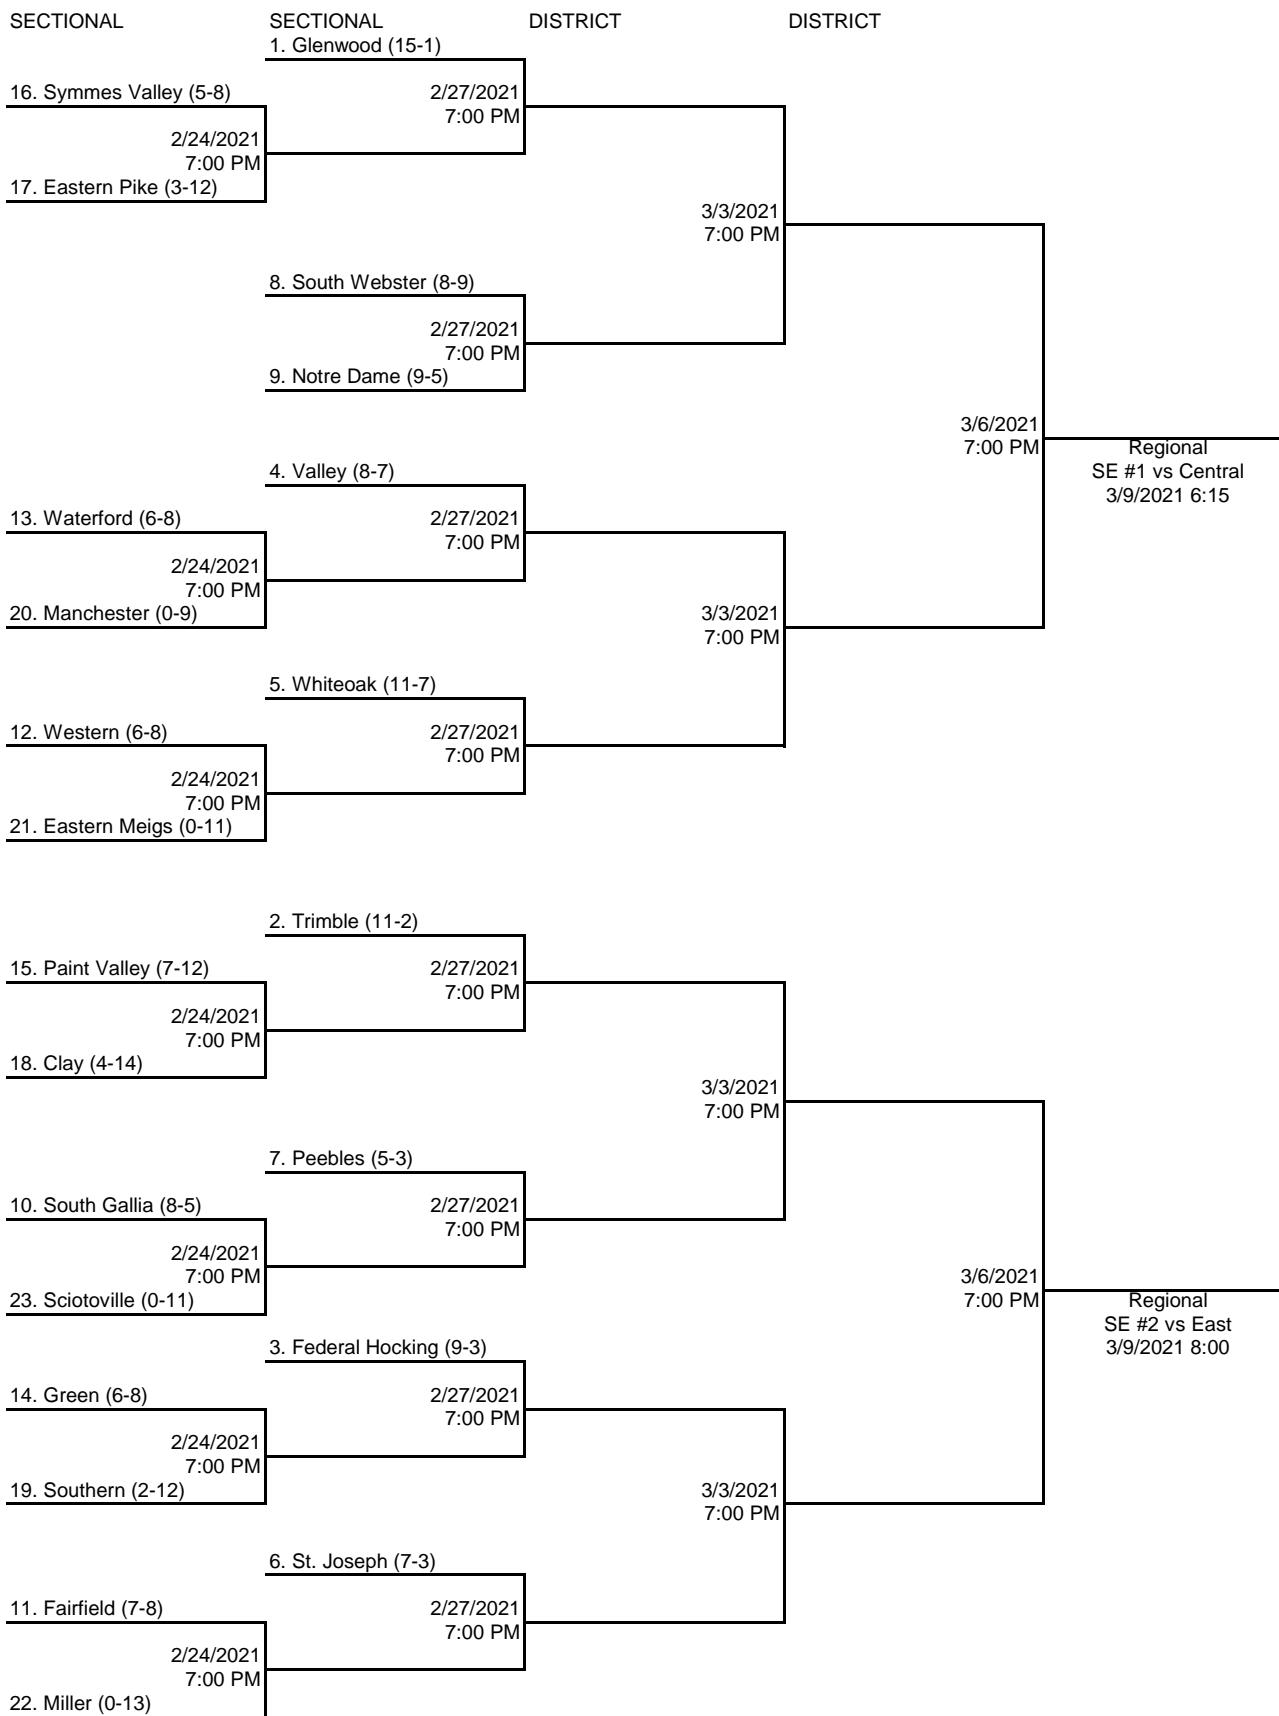 SECTIONAL
SECTIONAL
DISTRICT
DISTRICT
1. Glenwood (15-1)
16. Symmes Valley (5-8)
2/27/2021
7:00 PM
2/24/2021
7:00 PM
17. Eastern Pike (3-12)
3/3/2021
7:00 PM
8. South Webster (8-9)
2/27/2021
7:00 PM
9. Notre Dame (9-5)
3/6/2021
7:00 PM
Regional
SE #1 vs Central
3/9/2021 6:15
4. Valley (8-7)
13. Waterford (6-8)
2/27/2021
7:00 PM
2/24/2021
7:00 PM
20. Manchester (0-9)
3/3/2021
7:00 PM
5. Whiteoak (11-7)
12. Western (6-8)
2/27/2021
7:00 PM
2/24/2021
7:00 PM
21. Eastern Meigs (0-11)
2. Trimble (11-2)
15. Paint Valley (7-12)
2/27/2021
7:00 PM
2/24/2021
7:00 PM
18. Clay (4-14)
3/3/2021
7:00 PM
7. Peebles (5-3)
10. South Gallia (8-5)
2/27/2021
7:00 PM
2/24/2021
7:00 PM
23. Sciotoville (0-11)
3/6/2021
7:00 PM
Regional
SE #2 vs East
3/9/2021 8:00
3. Federal Hocking (9-3)
14. Green (6-8)
2/27/2021
7:00 PM
2/24/2021
7:00 PM
19. Southern (2-12)
3/3/2021
7:00 PM
6. St. Joseph (7-3)
11. Fairfield (7-8)
2/27/2021
7:00 PM
2/24/2021
7:00 PM
22. Miller (0-13)